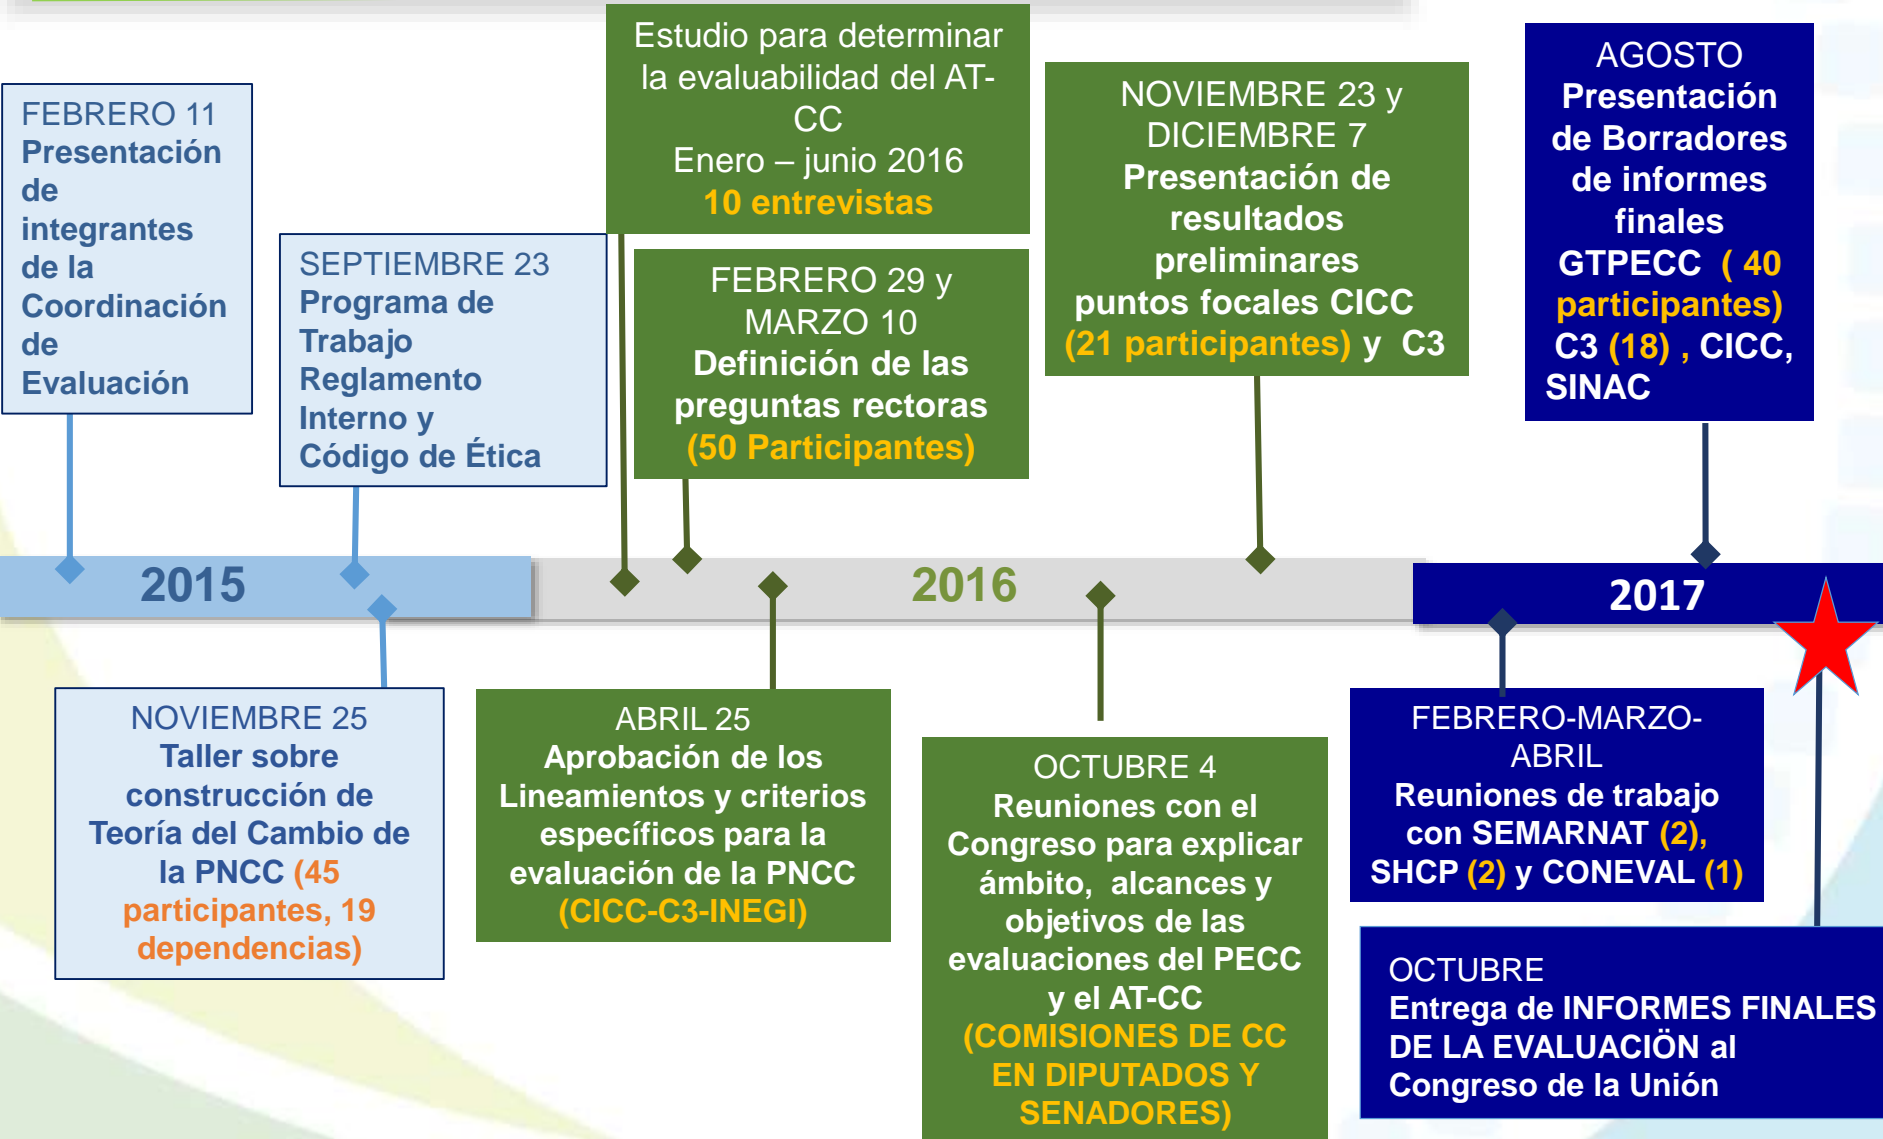 FEBRERO 11
Presentación
de
integrantes
de la
Coordinación
de
Evaluación
SEPTIEMBRE 23
Programa de
Trabajo
Reglamento
Interno y
Código de Ética
Estudio para determinar
la evaluabilidad del AT-
CC
Enero – junio 2016
10 entrevistas
FEBRERO 29 y
MARZO 10
Definición de las
preguntas rectoras
(50 Participantes)
NOVIEMBRE 23 y
DICIEMBRE 7
Presentación de
resultados
preliminares
puntos focales CICC
(21 participantes) y C3
AGOSTO
Presentación
de Borradores
de informes
finales
GTPECC ( 40
participantes)
C3 (18) , CICC,
SINAC
2015
2016
2017
NOVIEMBRE 25
Taller sobre
construcción de
Teoría del Cambio de
la PNCC (45
participantes, 19
dependencias)
ABRIL 25
Aprobación de los
Lineamientos y criterios
específicos para la
evaluación de la PNCC
(CICC-C3-INEGI)
OCTUBRE 4
Reuniones con el
Congreso para explicar
ámbito, alcances y
objetivos de las
evaluaciones del PECC
y el AT-CC
(COMISIONES DE CC
EN DIPUTADOS Y
SENADORES)
FEBRERO-MARZO-
ABRIL
Reuniones de trabajo
con SEMARNAT (2),
SHCP (2) y CONEVAL (1)
OCTUBRE
Entrega de INFORMES FINALES
DE LA EVALUACIÖN al
Congreso de la Unión